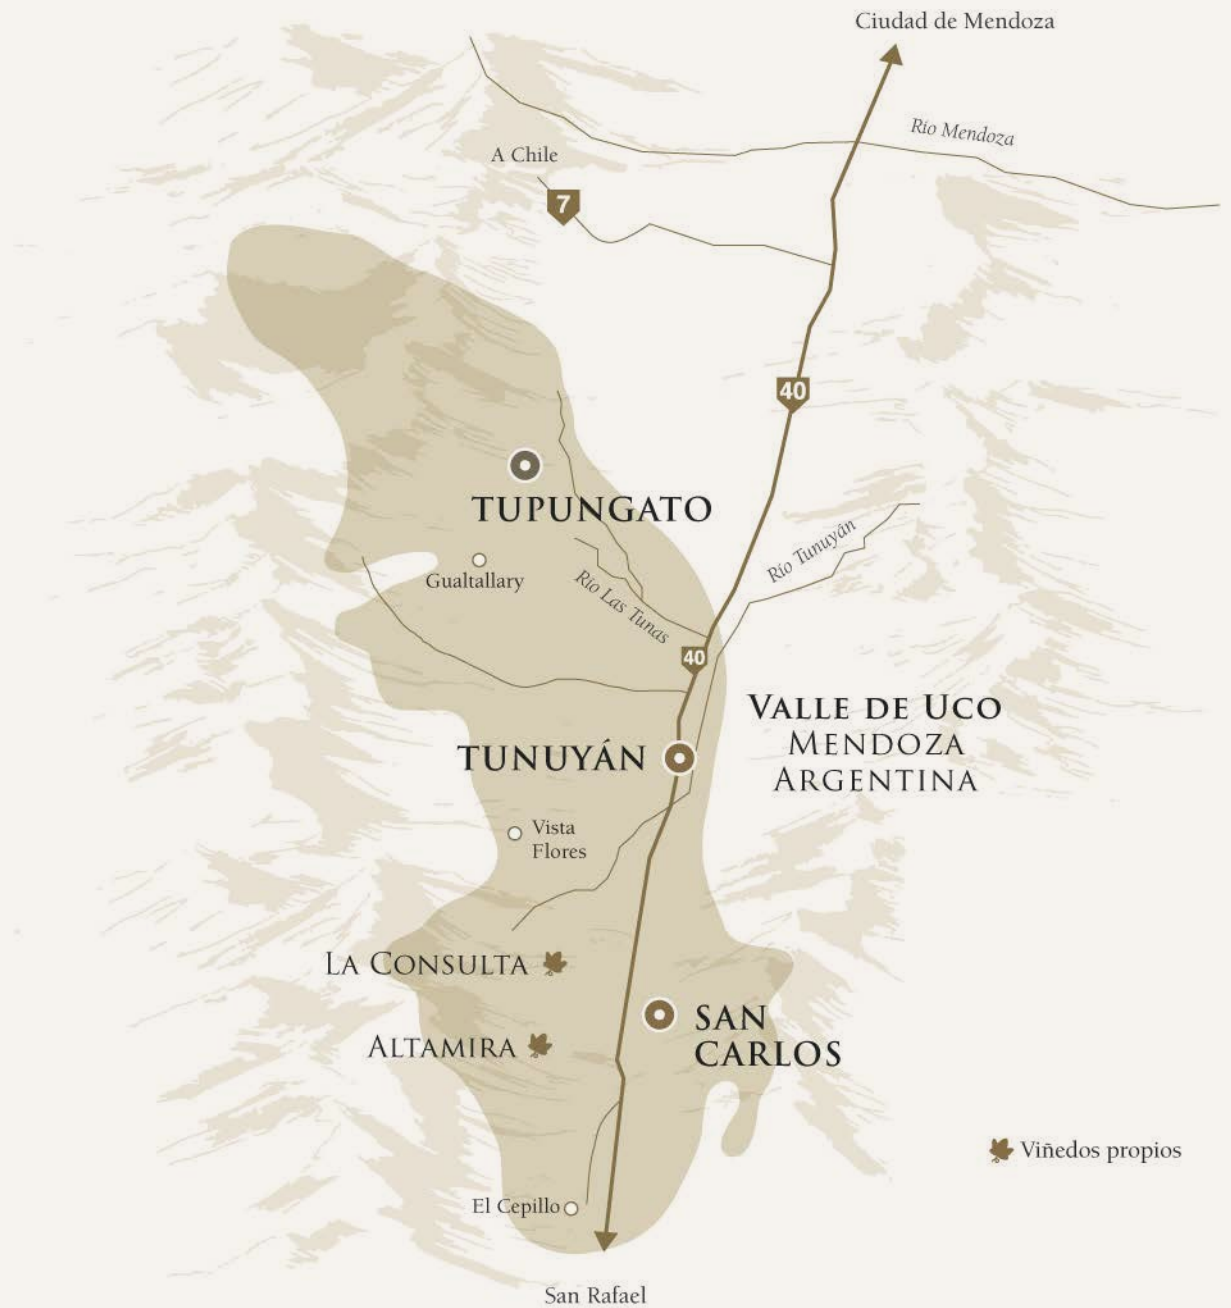 Ciudad de Mendoza
Río Mendoza
A Chile
7
40
TUPUNGATO
Río Tunuyán
Gualtallary
Río Las Tunas
40
VALLE DE UCO
MENDOZA
ARGENTINA
TUNUYÁN
Vista
Flores
LA CONSULTA
SAN
CARLOS
ALTAMIRA
Viñedos propios
El Cepillo
San Rafael